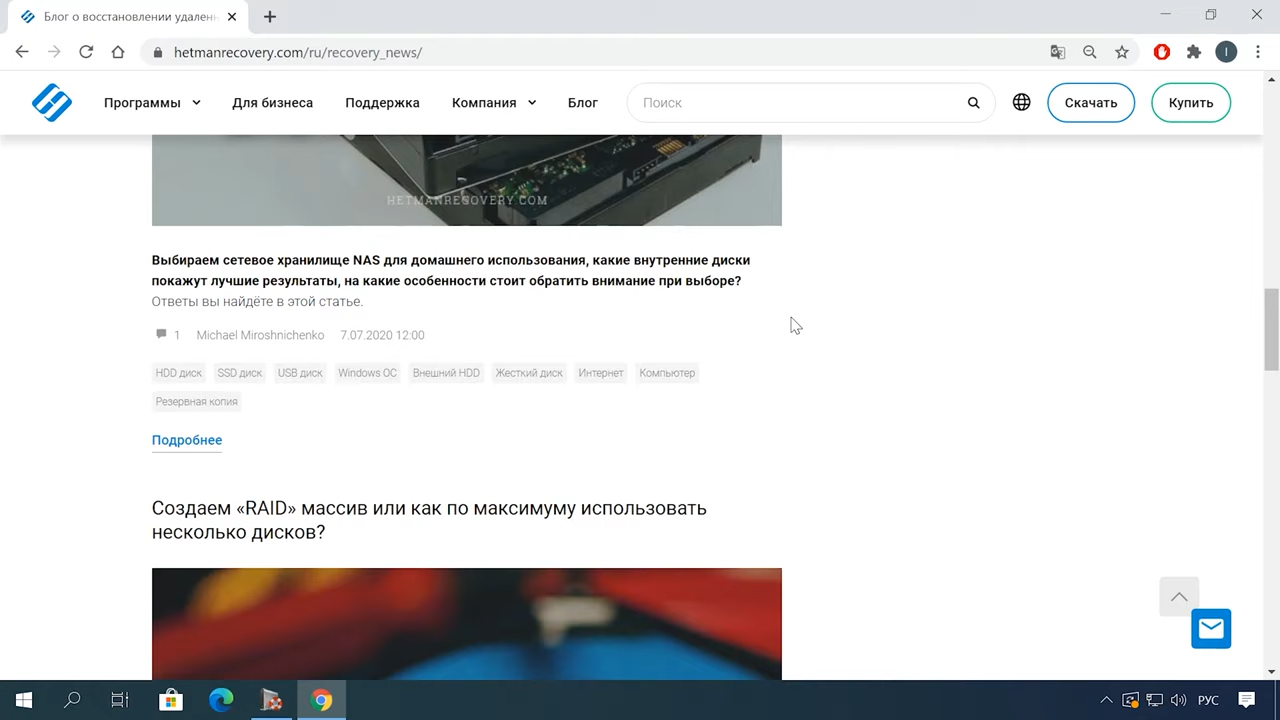 Блог о восстановлении удален
hetmanrecovery.com/ru/recovery_news/
I
Программы
Для бизнеса
Поддержка
Компания
Блог
Поиск
Скачать
Купить
HETMANRECOVERY.COM
Выбираем сетевое хранилище NAS для домашнего использования, какие внутренние диски
покажут лучшие результаты, на какие особенности стоит обратить внимание при выборе?
Ответы вы найдёте в этой статье.
1 Michael Miroshnichenko 7.07.2020 12:00
HDD диск SSD диск USB диск Windows ОС Внешний HDD Жесткий диск Интернет Компьютер
Резервная копия
Подробнее
Создаем «RAID» массив или как по максимуму использовать
несколько дисков?
РУС